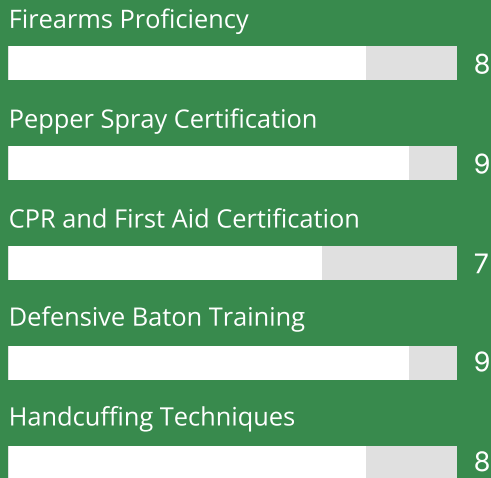 Firearms Proficiency
8
Pepper Spray Certification
9
CPR and First Aid Certification
7
Defensive Baton Training
9
Handcuffing Techniques
8